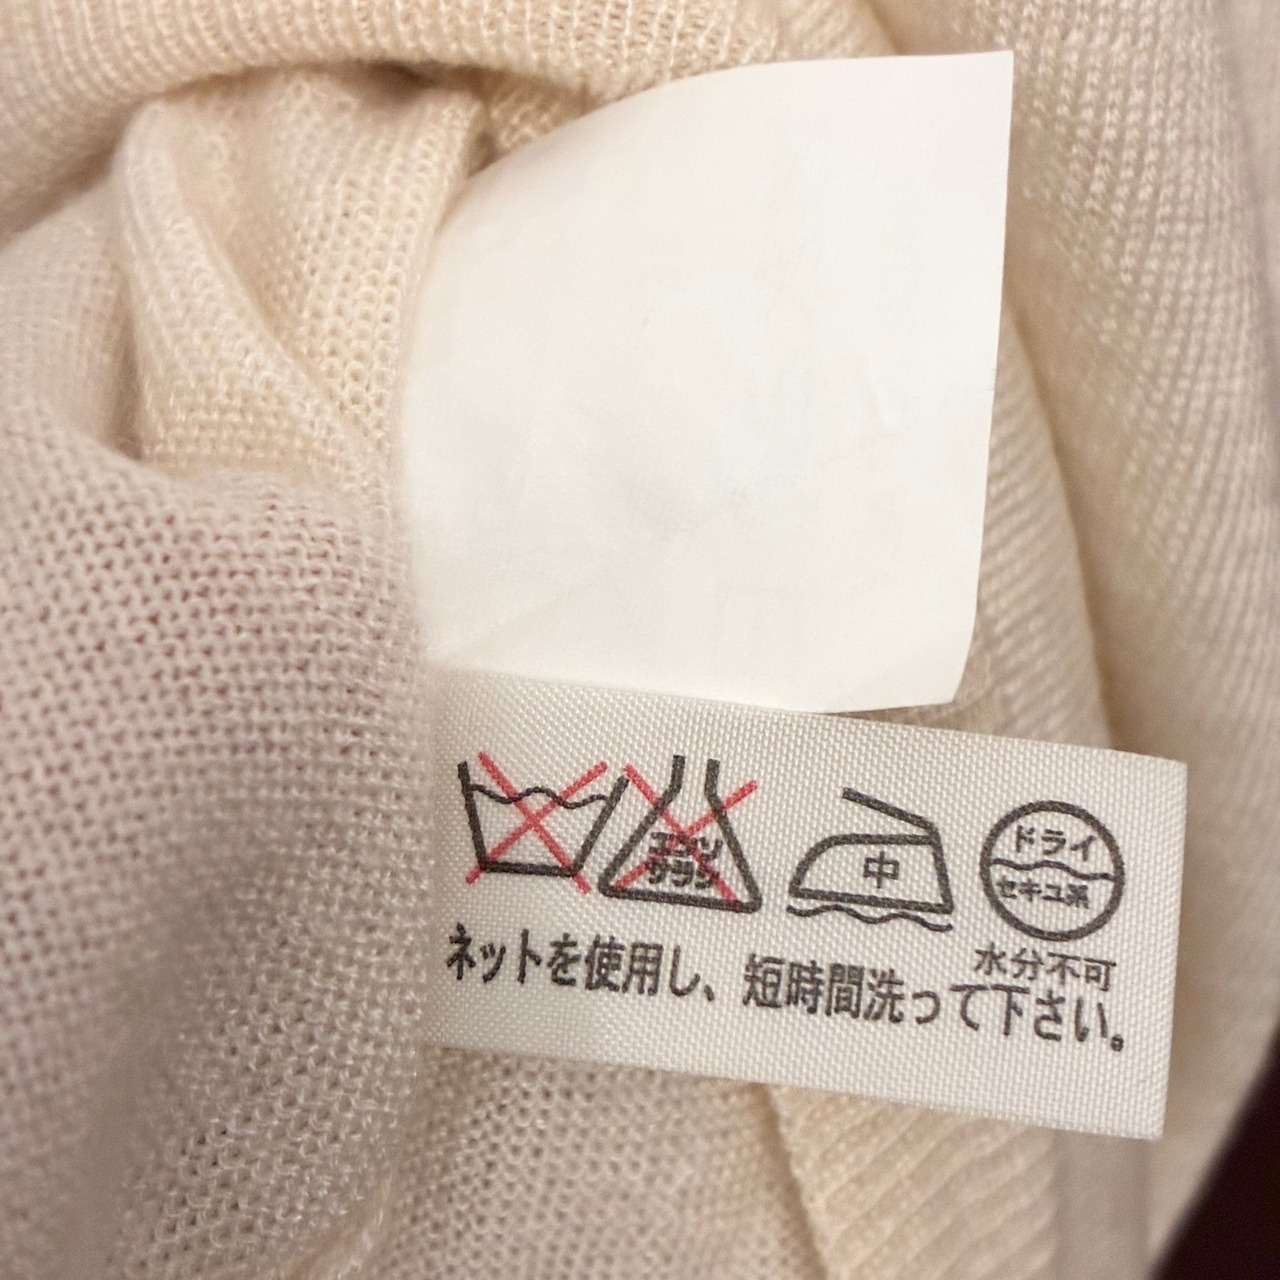 エンソ
サラシ
中
ドライ
セキユ系
水分不可
ネットを使用し、短時間洗って下さい。